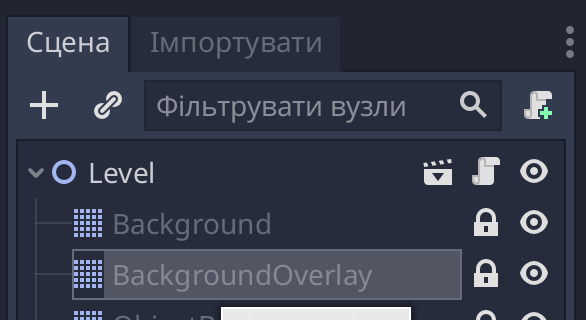 Сцена Імпортувати
Фільтрувати вузли
Level
Background
BackgroundOverlay